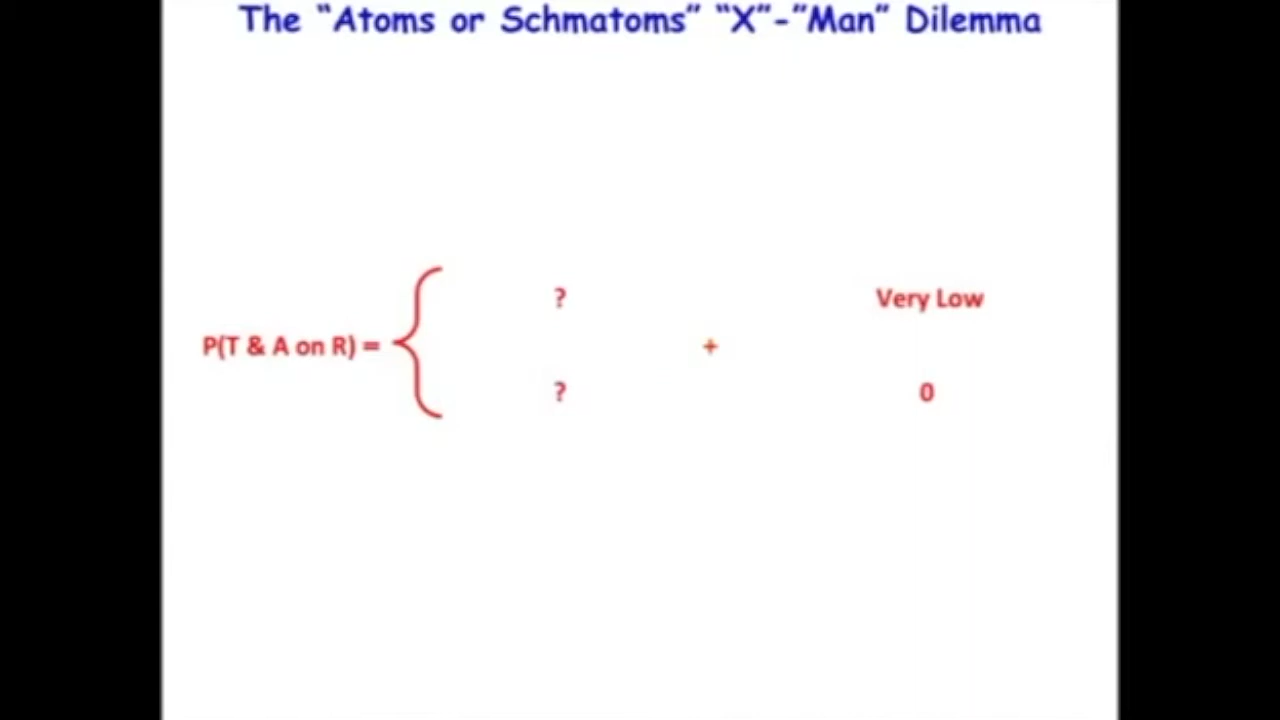 The “Atoms or Schmatoms” “X”-”Man” Dilemma
? Very Low
P(T & A on R) = +
? 0